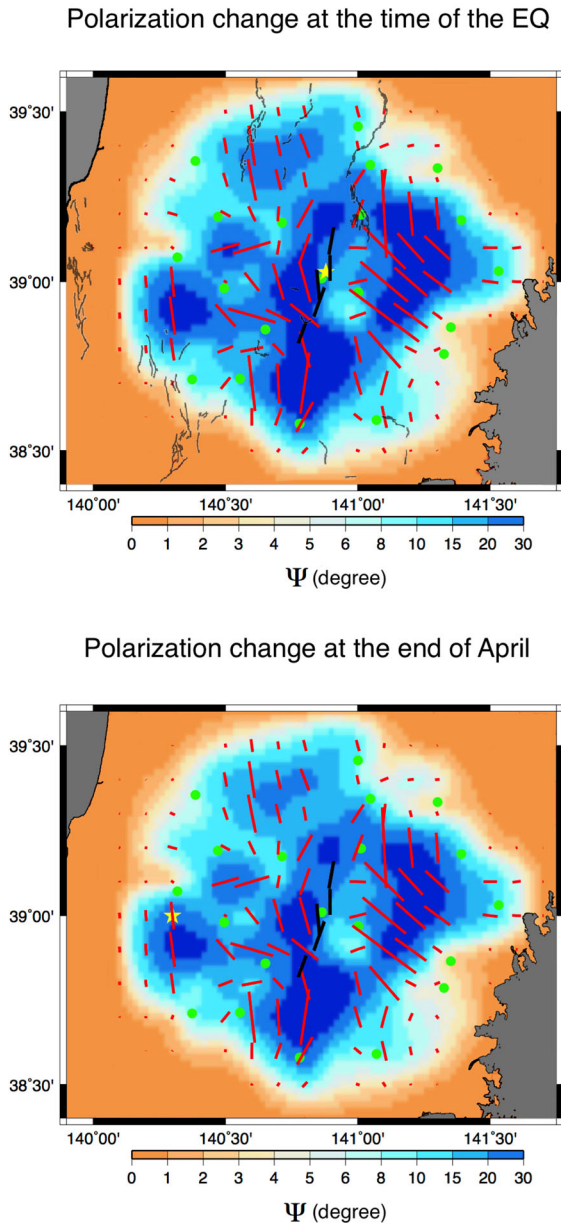 Polarization change at the time of the EQ
39˚30'
39˚00'
38˚30'
140˚00' 140˚30' 141˚00' 141˚30'
0 1 2 3 4 5 6 8 10 15 20 30
Ψ (degree)
Polarization change at the end of April
39˚30'
39˚00'
38˚30'
140˚00' 140˚30' 141˚00' 141˚30'
0 1 2 3 4 5 6 8 10 15 20 30
Ψ (degree)